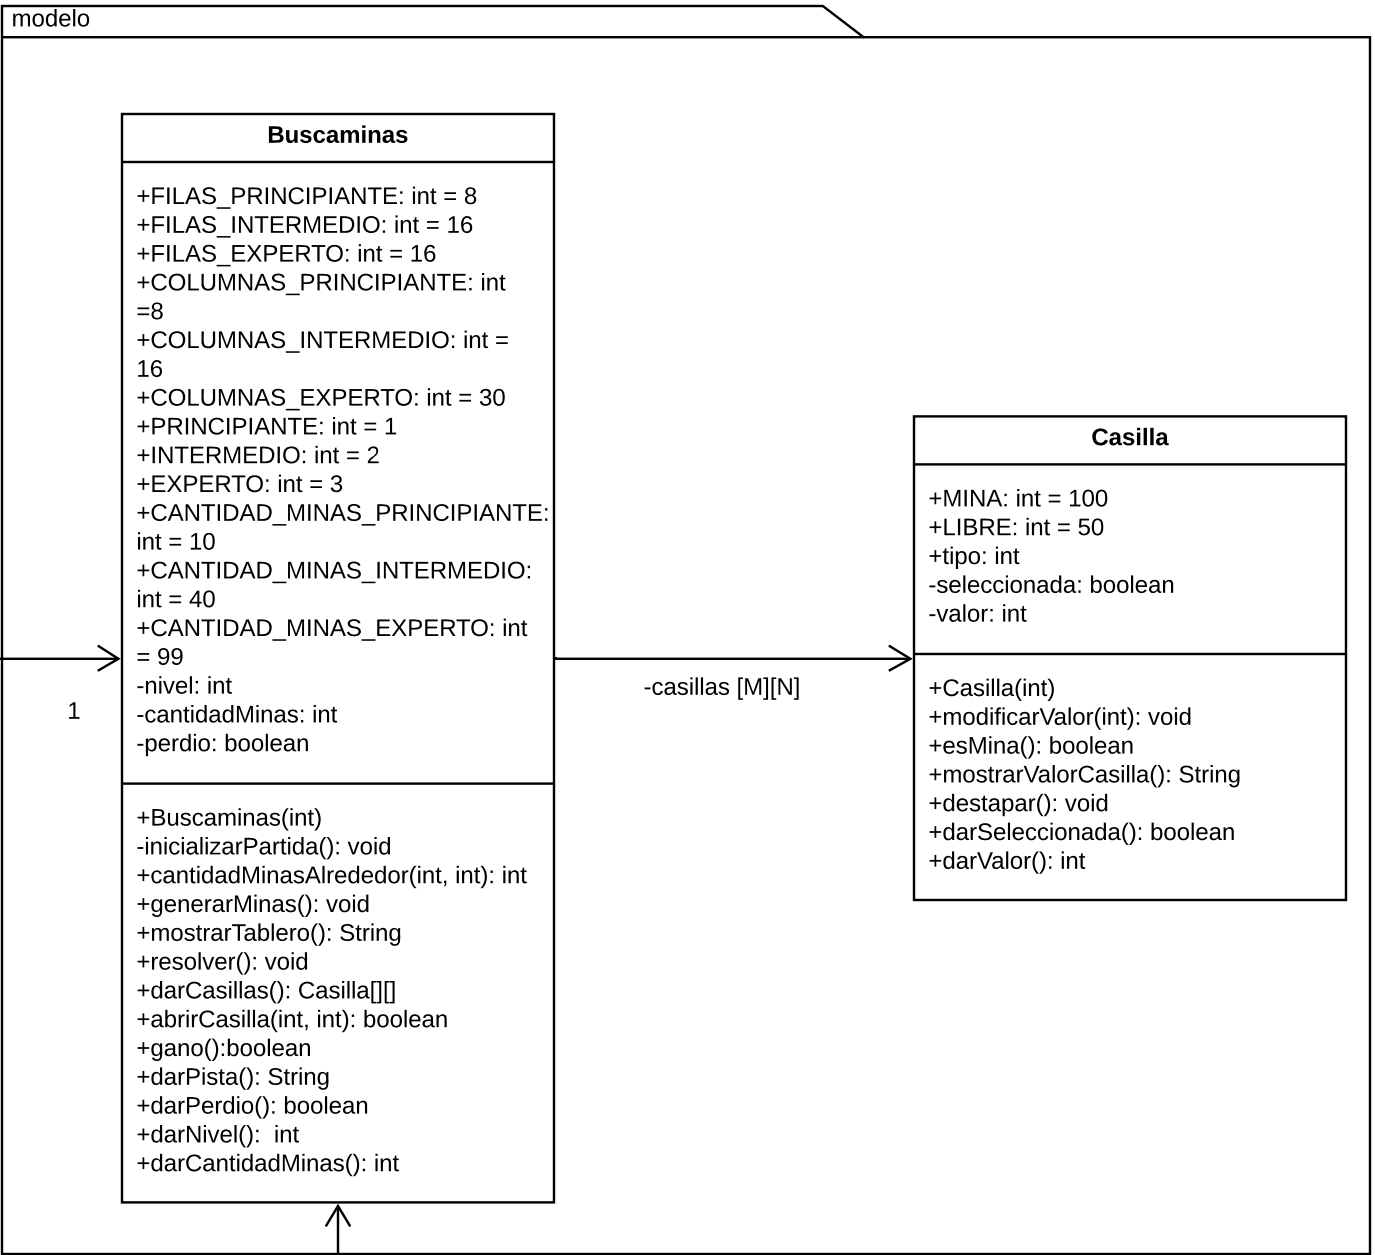 modelo
Buscaminas
+FILAS_PRINCIPIANTE: int = 8
+FILAS_INTERMEDIO: int = 16
+FILAS_EXPERTO: int = 16
+COLUMNAS_PRINCIPIANTE: int
=8
+COLUMNAS_INTERMEDIO: int =
16
+COLUMNAS_EXPERTO: int = 30
+PRINCIPIANTE: int = 1
+INTERMEDIO: int = 2
+EXPERTO: int = 3
+CANTIDAD_MINAS_PRINCIPIANTE:
int = 10
+CANTIDAD_MINAS_INTERMEDIO:
int = 40
+CANTIDAD_MINAS_EXPERTO: int
= 99
-nivel: int
-cantidadMinas: int
-perdio: boolean
+Buscaminas(int)
-inicializarPartida(): void
+cantidadMinasAlrededor(int, int): int
+generarMinas(): void
+mostrarTablero(): String
+resolver(): void
+darCasillas(): Casilla[][]
+abrirCasilla(int, int): boolean
+gano():boolean
+darPista(): String
+darPerdio(): boolean
+darNivel():  int
+darCantidadMinas(): int
1
-casillas [M][N]
Casilla
+MINA: int = 100
+LIBRE: int = 50
+tipo: int
-seleccionada: boolean
-valor: int
+Casilla(int)
+modificarValor(int): void
+esMina(): boolean
+mostrarValorCasilla(): String
+destapar(): void
+darSeleccionada(): boolean
+darValor(): int